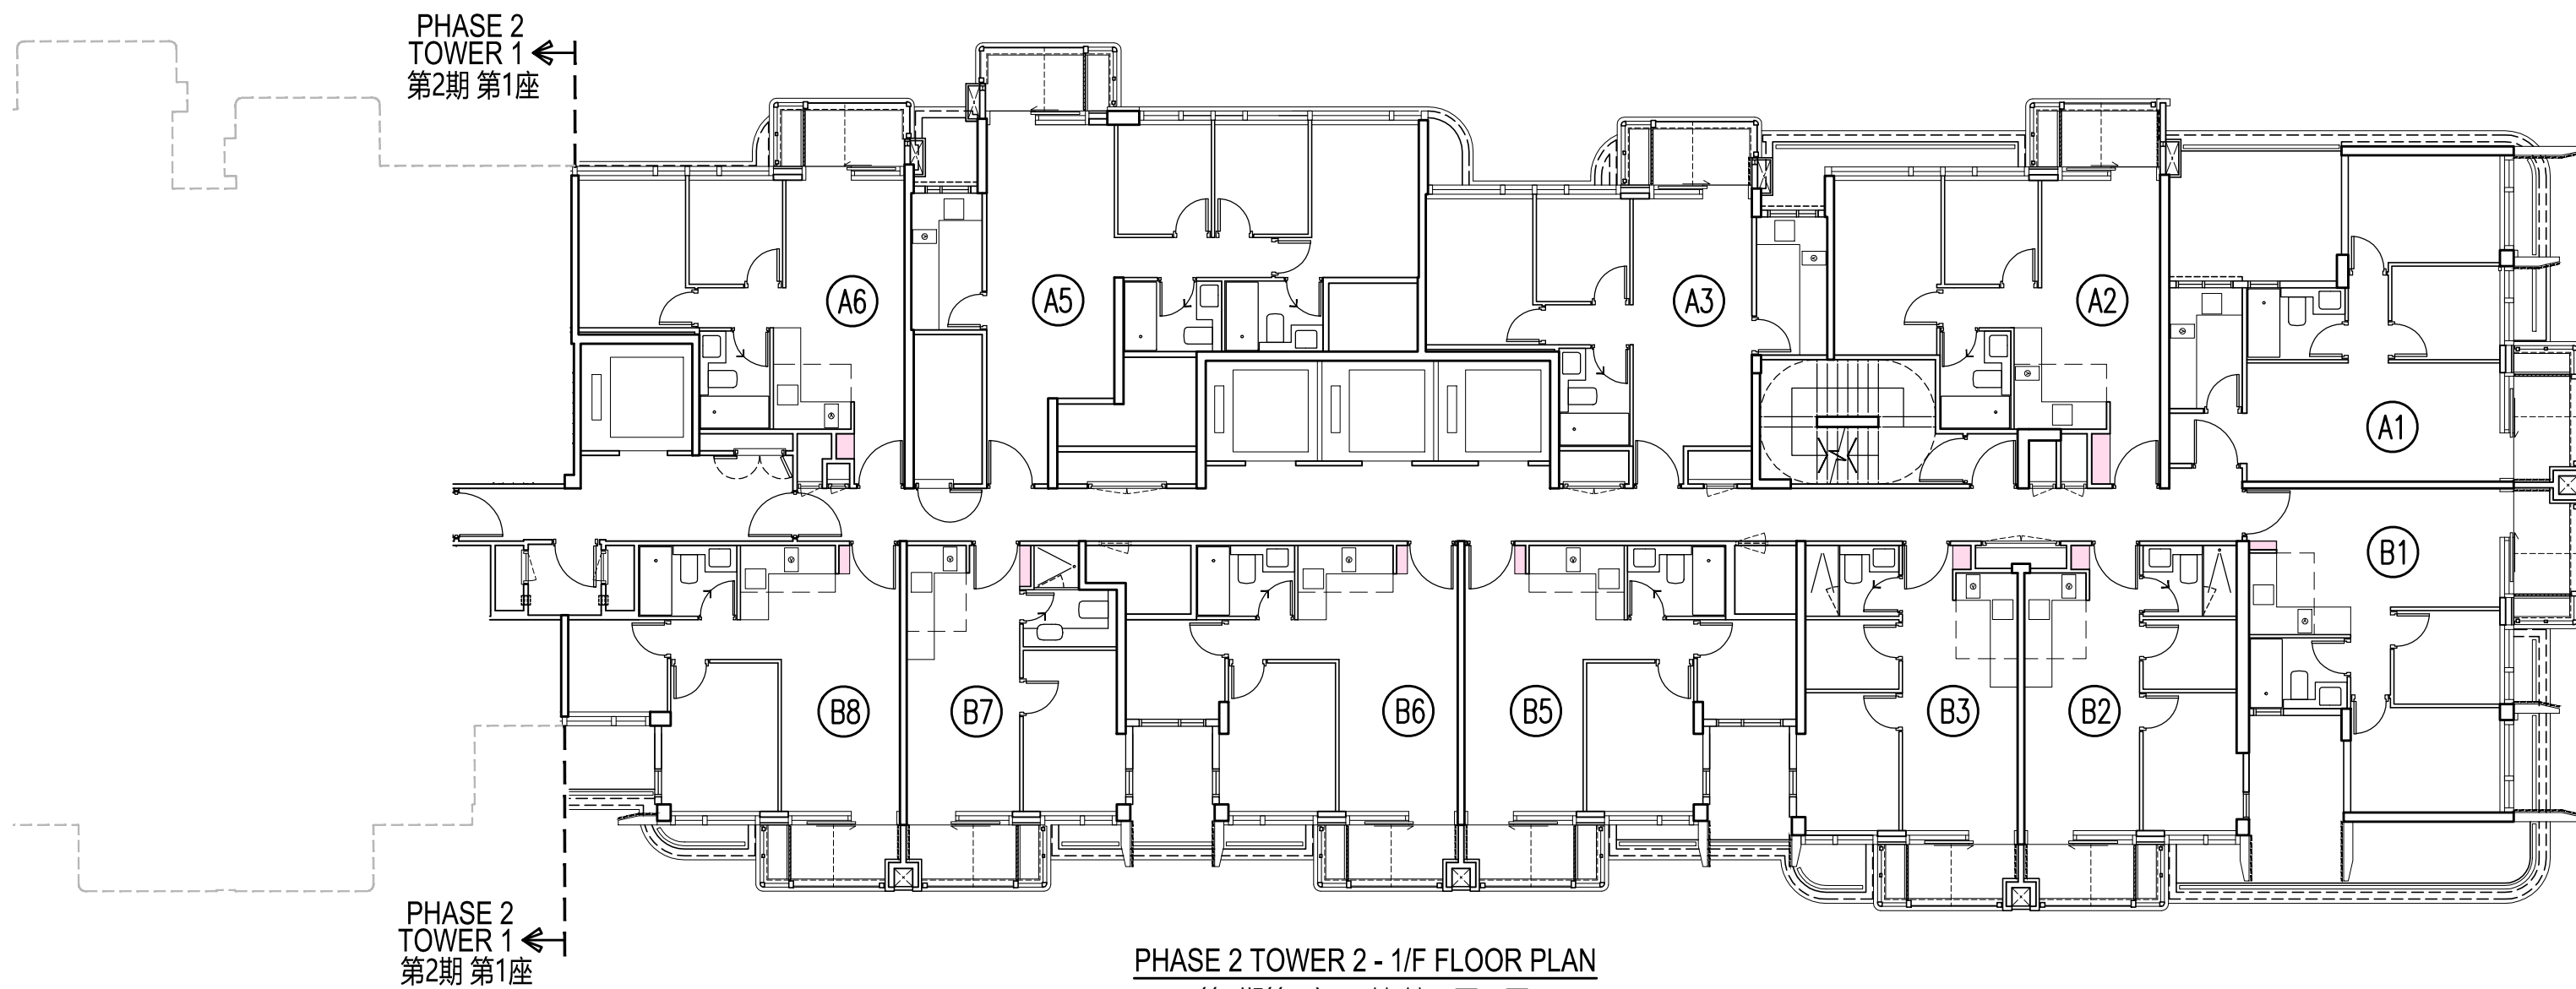 PHASE 2
TOWER 1
第2期 第1座
A6
A5
A3
A2
A1
B1
B8
B7
B6
B5
B3
B2
PHASE 2
TOWER 1
第2期 第1座
PHASE 2 TOWER 2 - 1/F FLOOR PLAN